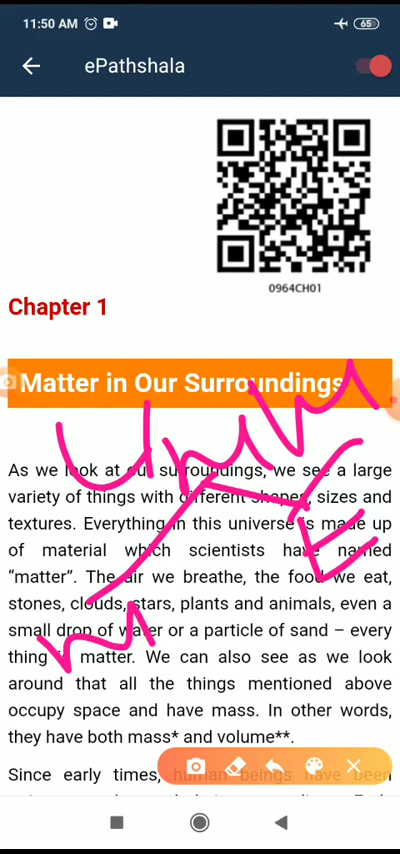 11:50 AM
65
ePathshala
0964CH01
Chapter 1
Matter in Our Surroundings
As we look at our surroundings, we see a large
variety of things with different shapes, sizes and
textures. Everything in this universe is made up
of material which scientists have named
“matter”. The air we breathe, the food we eat,
stones, clouds, stars, plants and animals, even a
small drop of water or a particle of sand – every
thing is matter. We can also see as we look
around that all the things mentioned above
occupy space and have mass. In other words,
they have both mass* and volume**.
Since early times, human beings have been